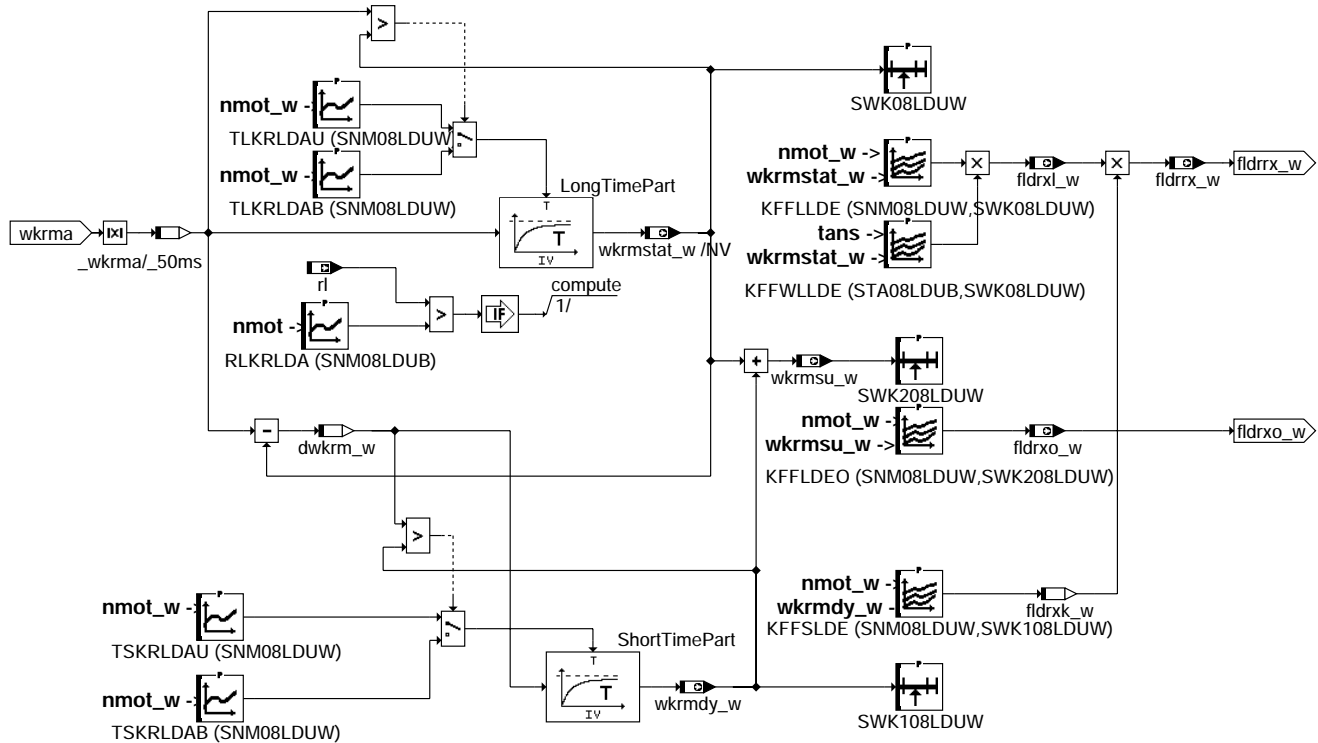 P
>
SWK08LDUW
P
nmot_w
TLKRLDAU (SNM08LDUW
P
nmot_w ->
wkrmstat_w ->
KFFLLDE (SNM08LDUW,SWK08LDUW)
fldrxl_w
fldrrx_w
fldrrx_w
P
nmot_w
TLKRLDAB (SNM08LDUW)
LongTimePart
T
T
IV
wkrma
|x|
_wkrma/_50ms
wkrmstat_w /NV
P
tans ->
wkrmstat_w ->
KFFWLLDE (STA08LDUB,SWK08LDUW)
rl
P
nmot ->
RLKRLDA (SNM08LDUB)
>
IF
compute
1/
+
wkrmsu_w
P
SWK208LDUW
-
dwkrm_w
P
nmot_w ->
wkrmsu_w ->
KFFLDEO (SNM08LDUW,SWK208LDUW)
fldrxo_w
fldrxo_w
>
P
nmot_w ->
wkrmdy_w -
KFFSLDE (SNM08LDUW,SWK108LDUW)
fldrxk_w
P
nmot_w ->
TSKRLDAU (SNM08LDUW)
ShortTimePart
T
T
IV
wkrmdy_w
P
SWK108LDUW
P
nmot_w ->
TSKRLDAB (SNM08LDUW)